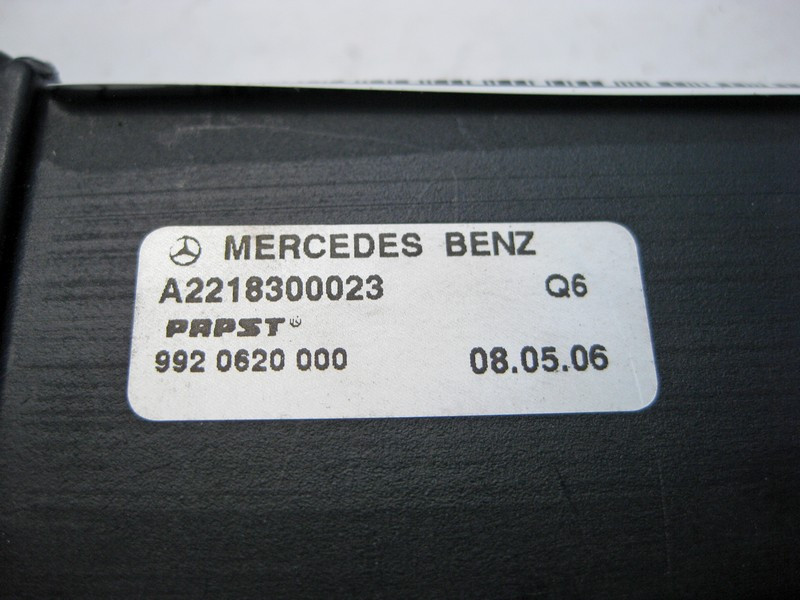 MERCEDES BENZ
A2218300023 Q6
PAPST
992 0620 000 08.05.06